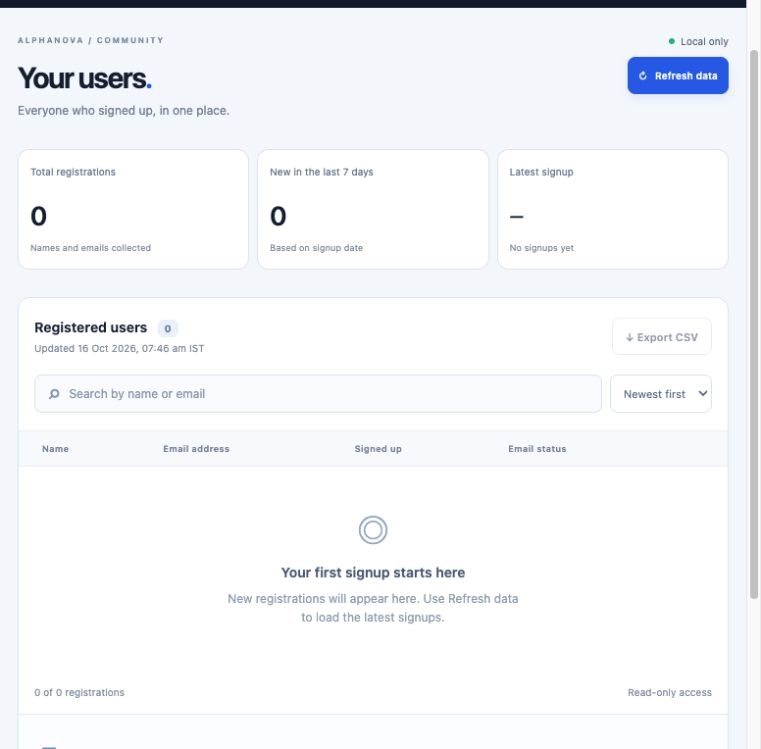 ALPHANOVA / COMMUNITY
Local only
Your users.
Refresh data
Everyone who signed up, in one place.
Total registrations
0
Names and emails collected
New in the last 7 days
0
Based on signup date
Latest signup
–
No signups yet
Registered users 0
Updated 16 Oct 2026, 07:46 am IST
↓ Export CSV
Search by name or email
Newest first
Name Email address Signed up Email status
Your first signup starts here
New registrations will appear here. Use Refresh data
to load the latest signups.
0 of 0 registrations
Read-only access